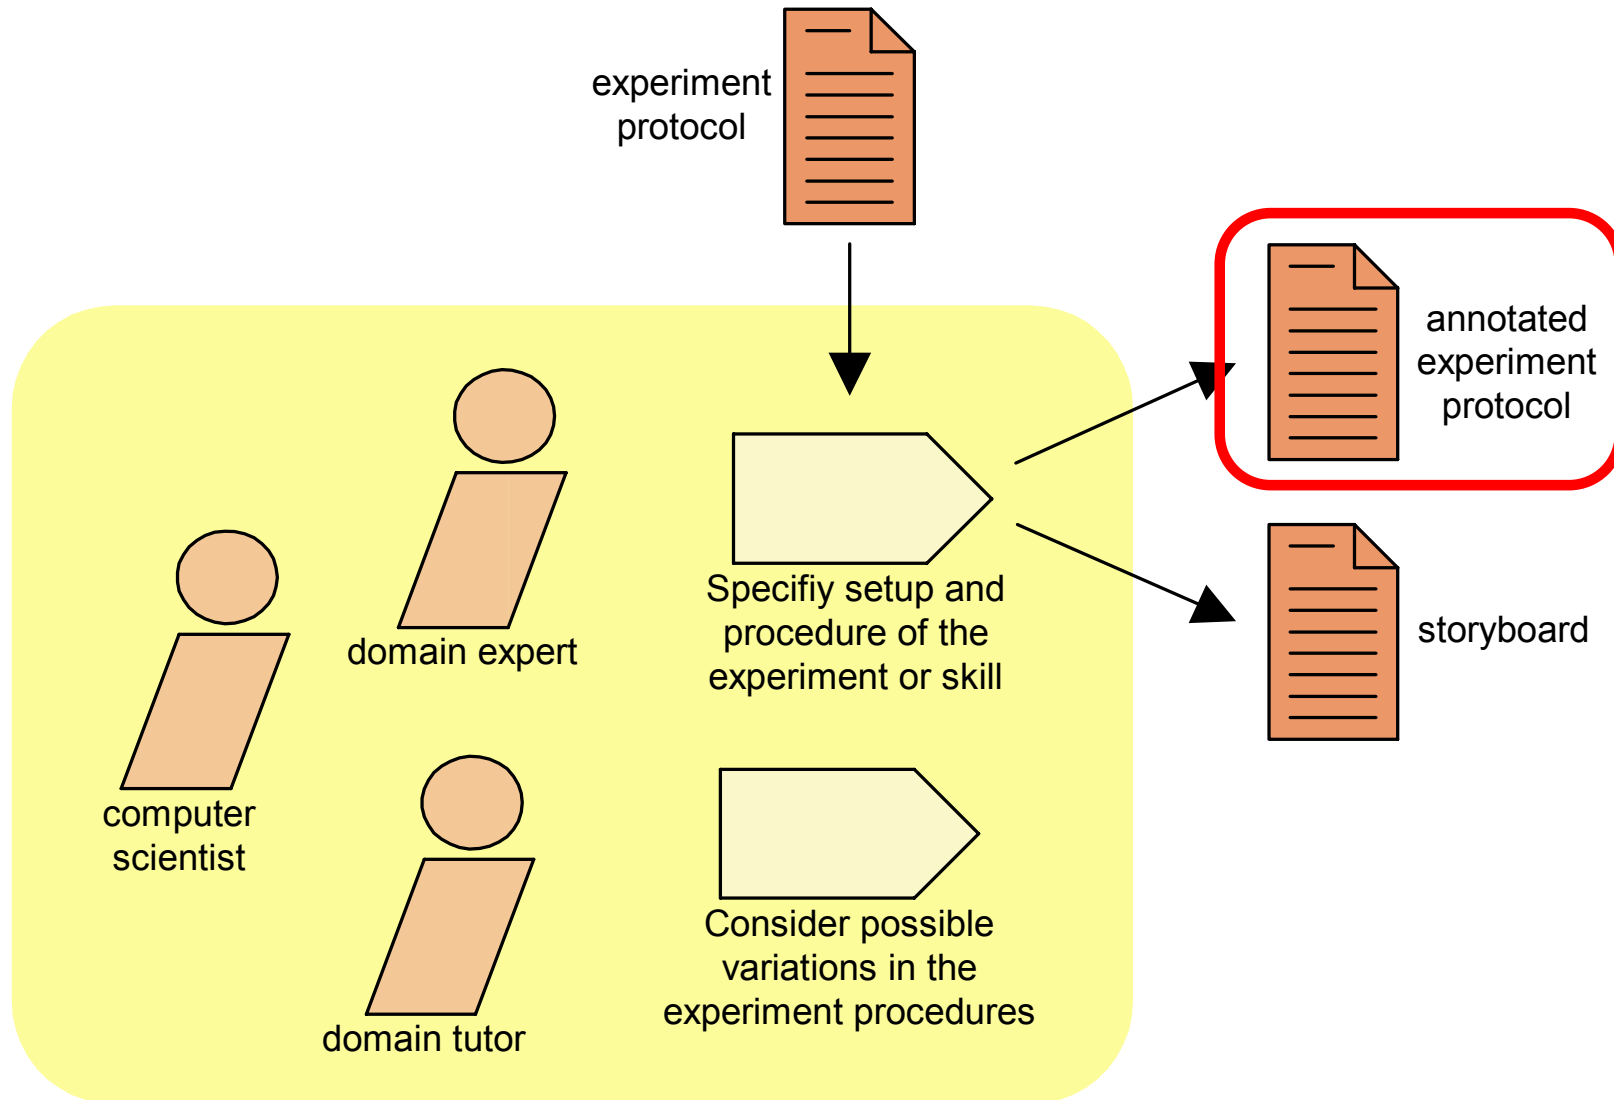 experiment
protocol
annotated
experiment
protocol
domain expert
Specifiy setup and
procedure of the
experiment or skill
storyboard
computer
scientist
domain tutor
Consider possible
variations in the
experiment procedures